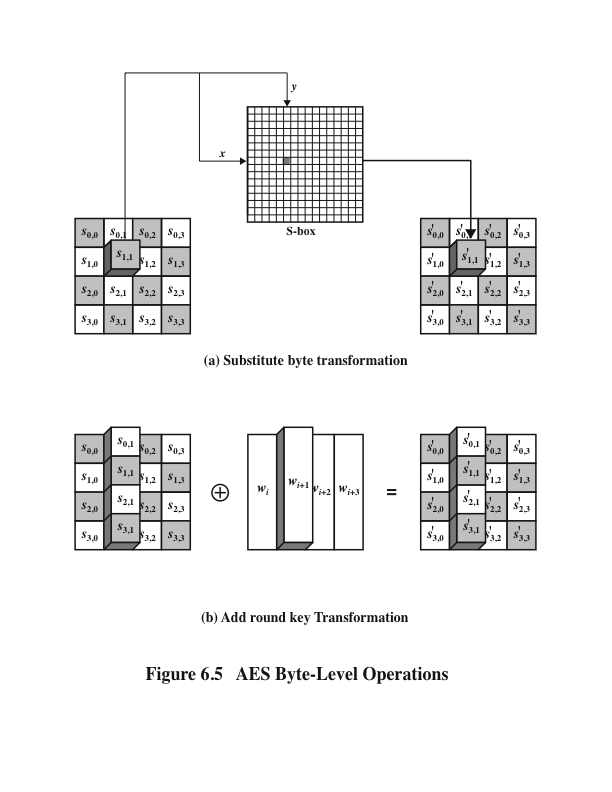 y
x
S-box
s0,0 s0,1 s0,2 s0,3
s1,0 s1,1 s1,2 s1,3
s2,0 s2,1 s2,2 s2,3
s3,0 s3,1 s3,2 s3,3
s'0,0 s'0,1 s'0,2 s'0,3
s'1,0 s'1,1 s'1,2 s'1,3
s'2,0 s'2,1 s'2,2 s'2,3
s'3,0 s'3,1 s'3,2 s'3,3
(a) Substitute byte transformation
s0,0 s0,1 s0,2 s0,3
s1,0 s1,1 s1,2 s1,3
s2,0 s2,1 s2,2 s2,3
s3,0 s3,1 s3,2 s3,3
⊕
wi wi+1 wi+2 wi+3
=
s'0,0 s'0,1 s'0,2 s'0,3
s'1,0 s'1,1 s'1,2 s'1,3
s'2,0 s'2,1 s'2,2 s'2,3
s'3,0 s'3,1 s'3,2 s'3,3
(b) Add round key Transformation
Figure 6.5 AES Byte-Level Operations